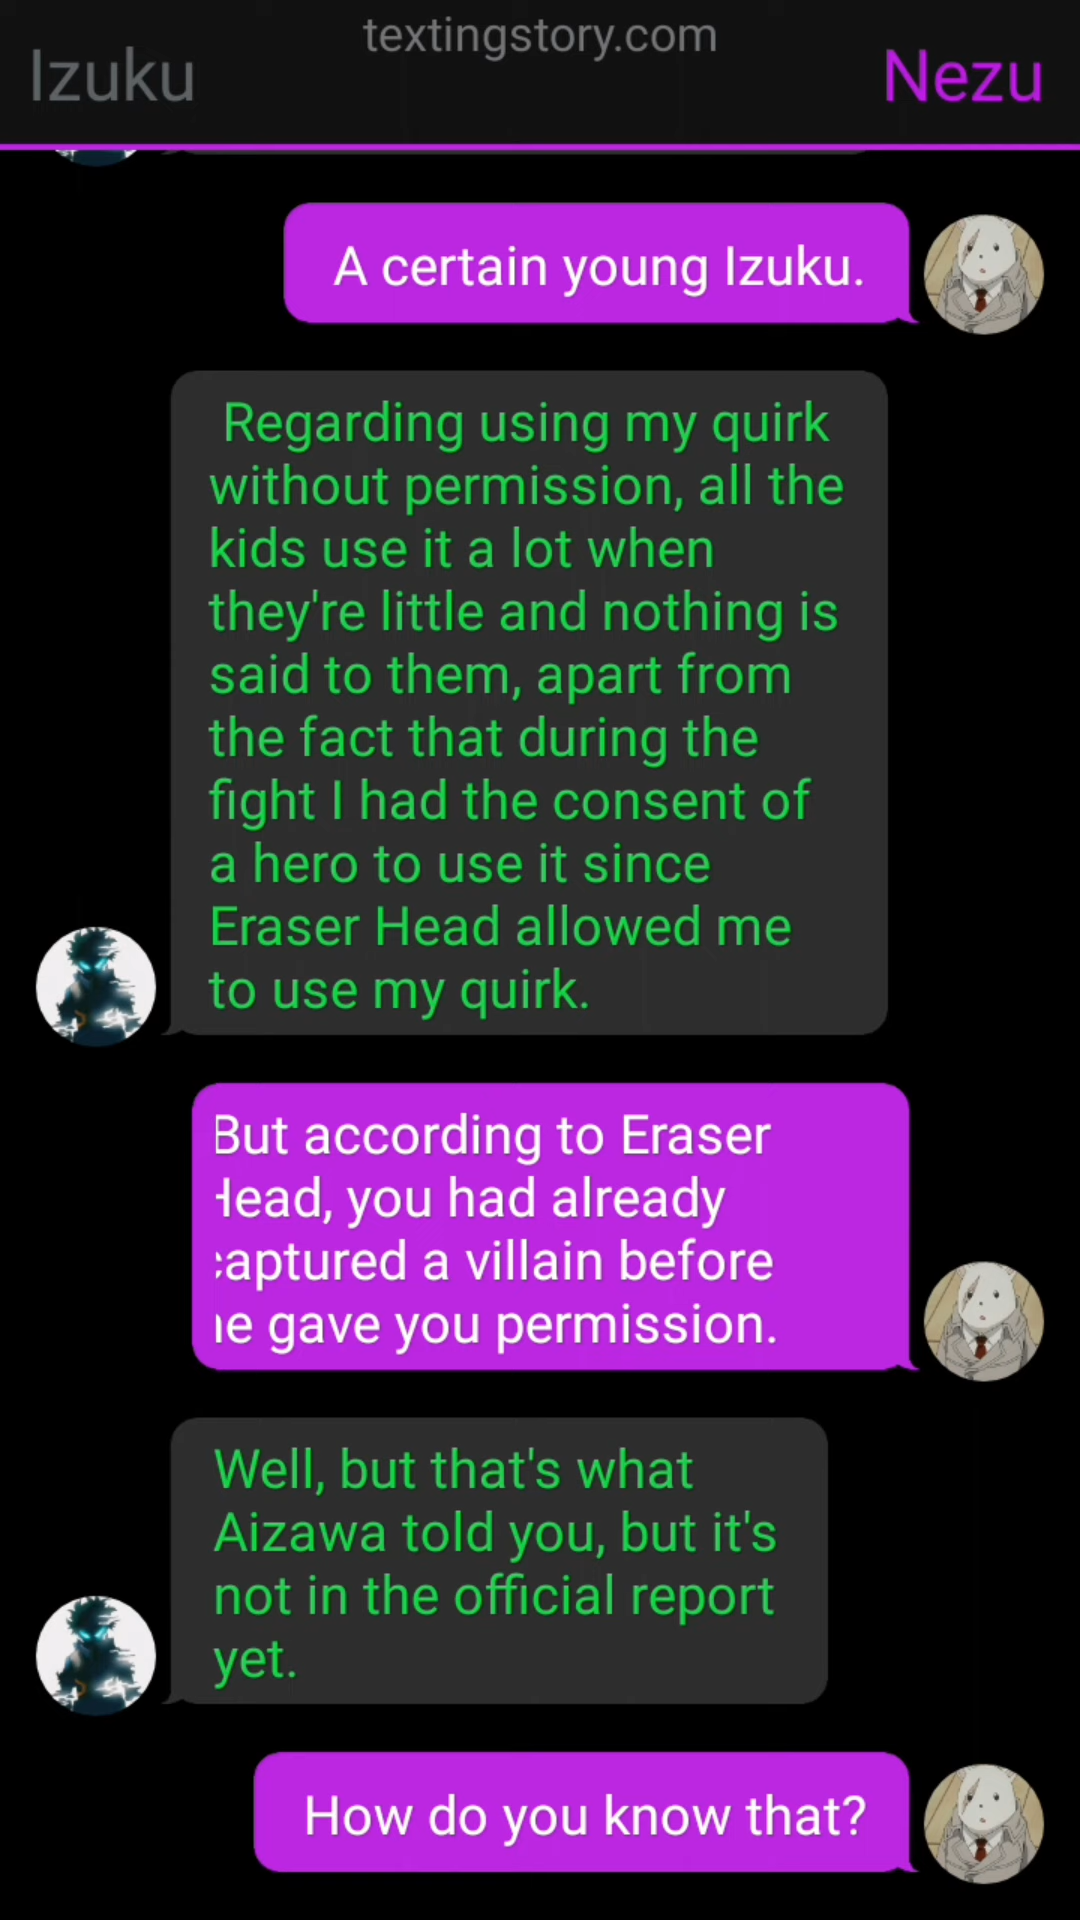 textingstory.com
Izuku
Nezu
A certain young Izuku.
Regarding using my quirk
without permission, all the
kids use it a lot when
they're little and nothing is
said to them, apart from
the fact that during the
fight I had the consent of
a hero to use it since
Eraser Head allowed me
to use my quirk.
But according to Eraser
Head, you had already
captured a villain before
he gave you permission.
Well, but that's what
Aizawa told you, but it's
not in the official report
yet.
How do you know that?